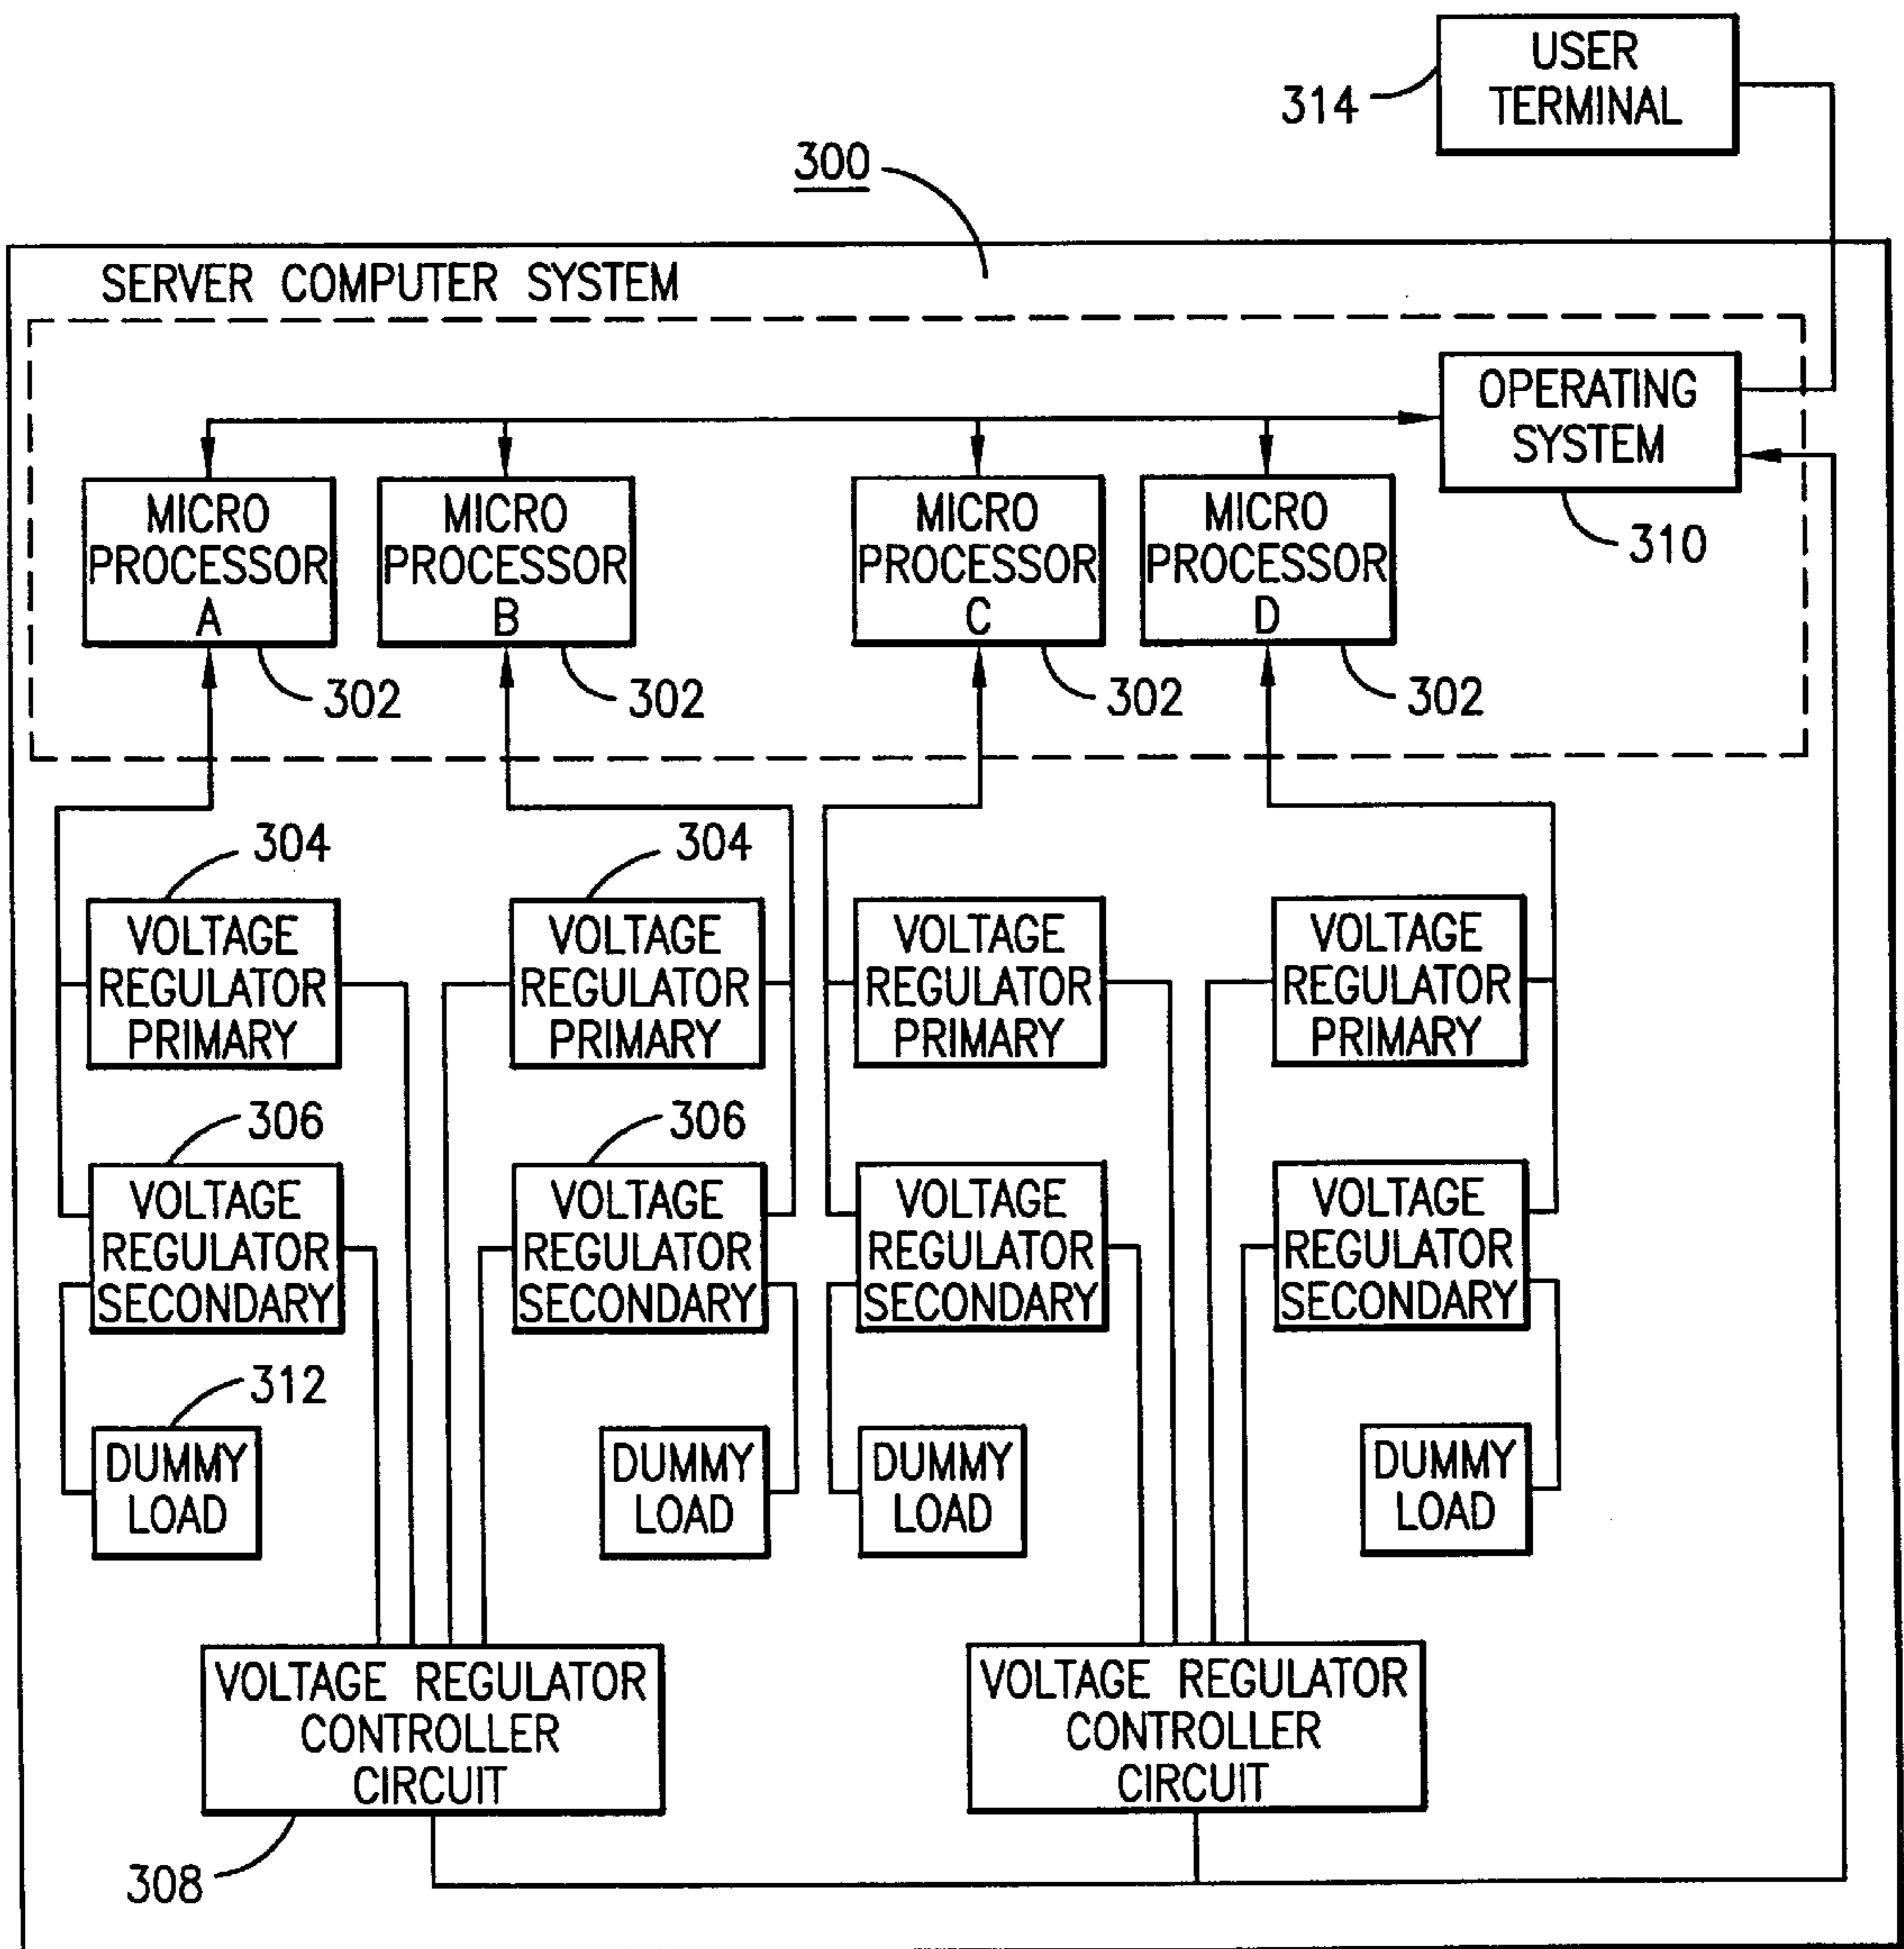 USER
TERMINAL
314
300
SERVER COMPUTER SYSTEM
OPERATING
SYSTEM
310
MICRO
PROCESSOR
A
302
MICRO
PROCESSOR
B
302
MICRO
PROCESSOR
C
302
MICRO
PROCESSOR
D
302
304
VOLTAGE
REGULATOR
PRIMARY
304
VOLTAGE
REGULATOR
PRIMARY
VOLTAGE
REGULATOR
PRIMARY
VOLTAGE
REGULATOR
PRIMARY
306
VOLTAGE
REGULATOR
SECONDARY
306
VOLTAGE
REGULATOR
SECONDARY
VOLTAGE
REGULATOR
SECONDARY
VOLTAGE
REGULATOR
SECONDARY
312
DUMMY
LOAD
DUMMY
LOAD
DUMMY
LOAD
DUMMY
LOAD
VOLTAGE REGULATOR
CONTROLLER
CIRCUIT
308
VOLTAGE REGULATOR
CONTROLLER
CIRCUIT